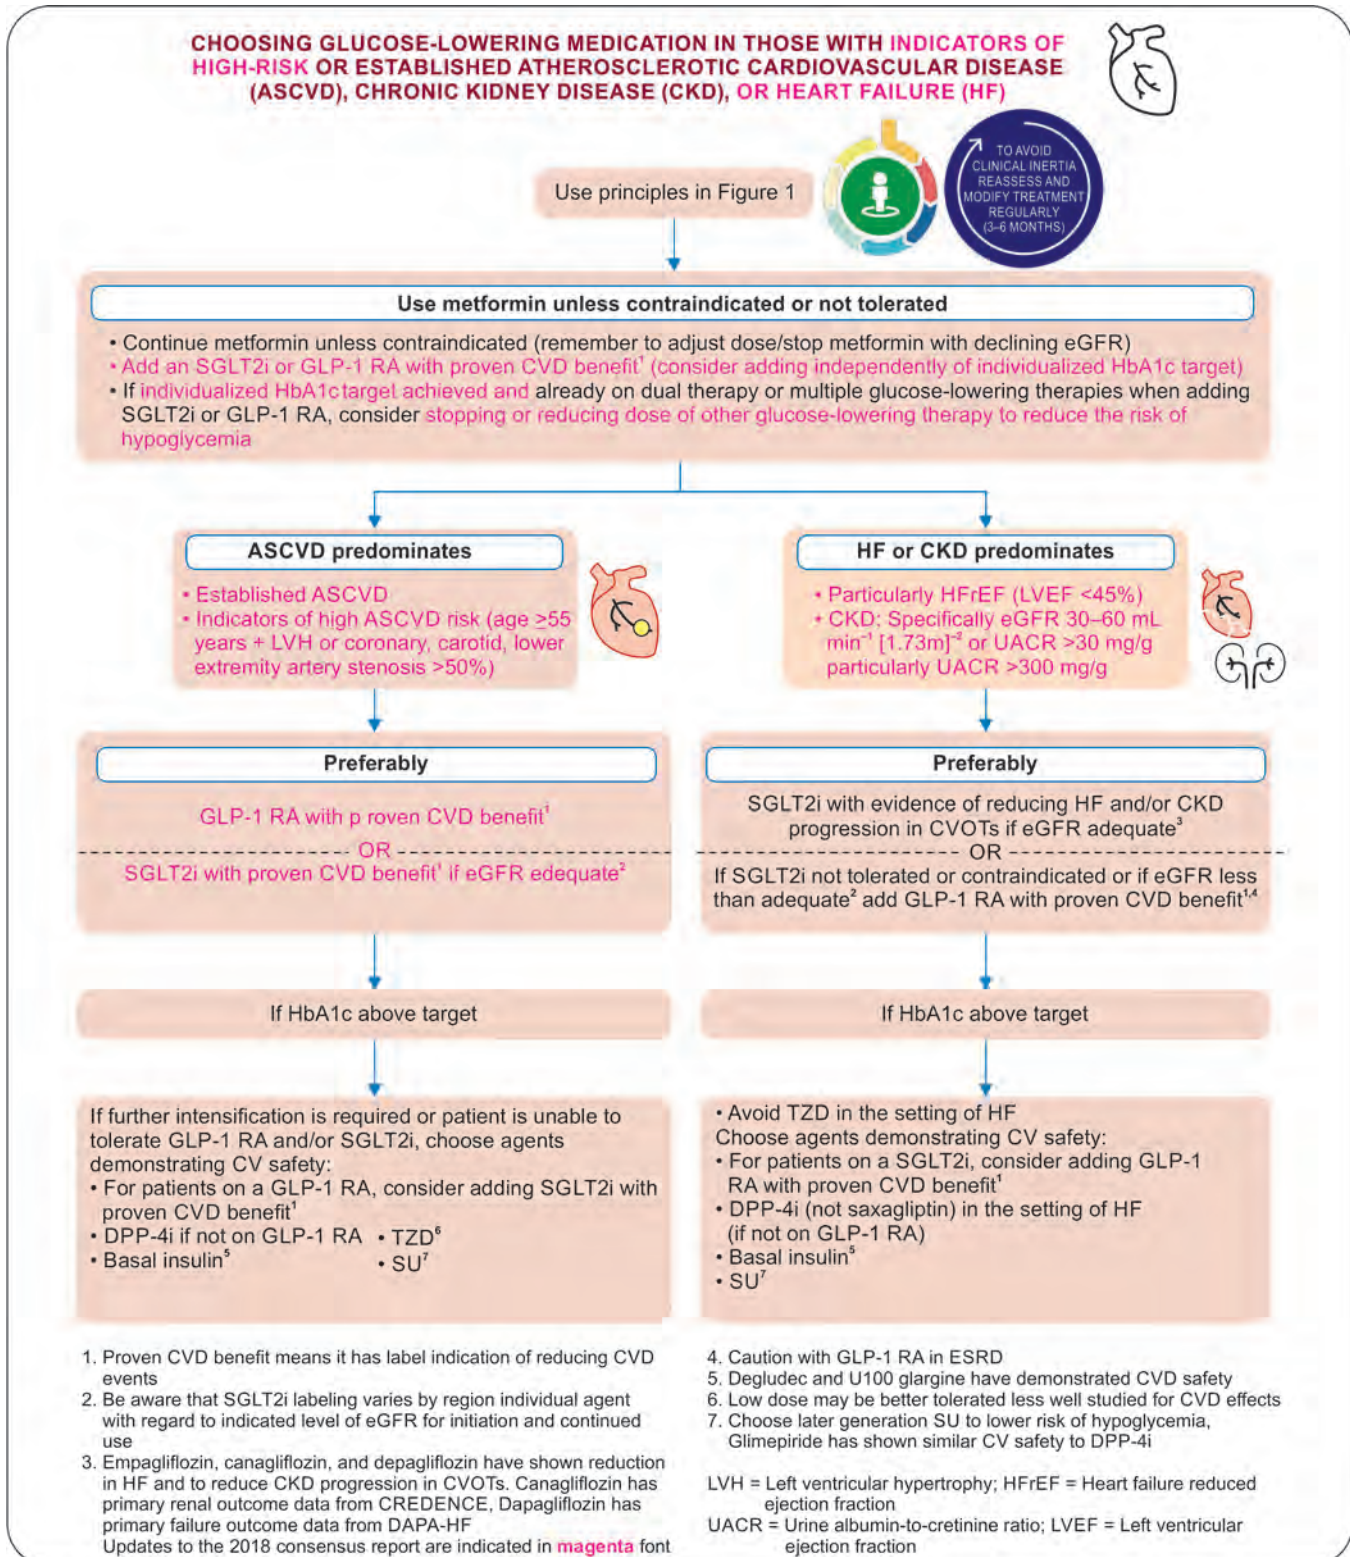 CHOOSING GLUCOSE-LOWERING MEDICATION IN THOSE WITH INDICATORS OF
HIGH-RISK OR ESTABLISHED ATHEROSCLEROTIC CARDIOVASCULAR DISEASE
(ASCVD), CHRONIC KIDNEY DISEASE (CKD), OR HEART FAILURE (HF)
Use principles in Figure 1
TO AVOID
CLINICAL INERTIA
REASSESS AND
MODIFY TREATMENT
REGULARLY
(3–6 MONTHS)
Use metformin unless contraindicated or not tolerated
• Continue metformin unless contraindicated (remember to adjust dose/stop metformin with declining eGFR)
• Add an SGLT2i or GLP-1 RA with proven CVD benefit¹ (consider adding independently of individualized HbA1c target)
• If individualized HbA1c target achieved and already on dual therapy or multiple glucose-lowering therapies when adding
SGLT2i or GLP-1 RA, consider stopping or reducing dose of other glucose-lowering therapy to reduce the risk of
hypoglycemia
ASCVD predominates
• Established ASCVD
• Indicators of high ASCVD risk (age ≥55
years + LVH or coronary, carotid, lower
extremity artery stenosis >50%)
HF or CKD predominates
• Particularly HFrEF (LVEF <45%)
• CKD: Specifically eGFR 30–60 mL
min⁻¹ [1.73m]⁻² or UACR >30 mg/g
particularly UACR >300 mg/g
Preferably
GLP-1 RA with p roven CVD benefit¹
OR
SGLT2i with proven CVD benefit¹ if eGFR edequate²
Preferably
SGLT2i with evidence of reducing HF and/or CKD
progression in CVOTs if eGFR adequate³
OR
If SGLT2i not tolerated or contraindicated or if eGFR less
than adequate² add GLP-1 RA with proven CVD benefit¹,⁴
If HbA1c above target
If HbA1c above target
If further intensification is required or patient is unable to
tolerate GLP-1 RA and/or SGLT2i, choose agents
demonstrating CV safety:
• For patients on a GLP-1 RA, consider adding SGLT2i with
proven CVD benefit¹
• DPP-4i if not on GLP-1 RA • TZD⁶
• Basal insulin⁵ • SU⁷
• Avoid TZD in the setting of HF
Choose agents demonstrating CV safety:
• For patients on a SGLT2i, consider adding GLP-1
RA with proven CVD benefit¹
• DPP-4i (not saxagliptin) in the setting of HF
(if not on GLP-1 RA)
• Basal insulin⁵
• SU⁷
1. Proven CVD benefit means it has label indication of reducing CVD
events
2. Be aware that SGLT2i labeling varies by region individual agent
with regard to indicated level of eGFR for initiation and continued
use
3. Empagliflozin, canagliflozin, and depagliflozin have shown reduction
in HF and to reduce CKD progression in CVOTs. Canagliflozin has
primary renal outcome data from CREDENCE, Dapagliflozin has
primary failure outcome data from DAPA-HF
Updates to the 2018 consensus report are indicated in magenta font
4. Caution with GLP-1 RA in ESRD
5. Degludec and U100 glargine have demonstrated CVD safety
6. Low dose may be better tolerated less well studied for CVD effects
7. Choose later generation SU to lower risk of hypoglycemia,
Glimepiride has shown similar CV safety to DPP-4i
LVH = Left ventricular hypertrophy; HFrEF = Heart failure reduced
ejection fraction
UACR = Urine albumin-to-cretinine ratio; LVEF = Left ventricular
ejection fraction